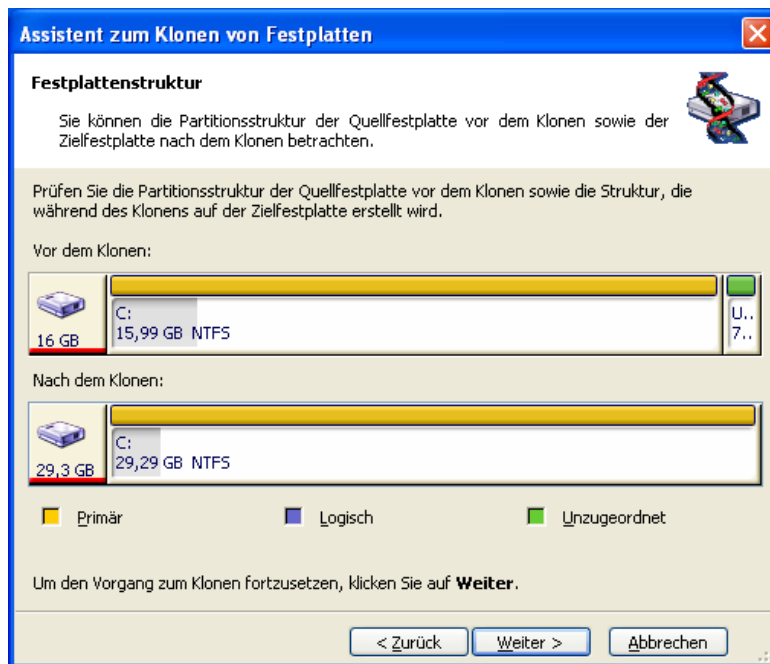 Assistent zum Klonen von Festplatten
Festplattenstruktur
Sie können die Partitionsstruktur der Quellfestplatte vor dem Klonen sowie der
Zielfestplatte nach dem Klonen betrachten.
Prüfen Sie die Partitionsstruktur der Quellfestplatte vor dem Klonen sowie die Struktur, die
während des Klonens auf der Zielfestplatte erstellt wird.
Vor dem Klonen:
16 GB
C:
15,99 GB NTFS
U..
7..
Nach dem Klonen:
29,3 GB
C:
29,29 GB NTFS
Primär Logisch Unzugeordnet
Um den Vorgang zum Klonen fortzusetzen, klicken Sie auf Weiter.
< Zurück Weiter > Abbrechen